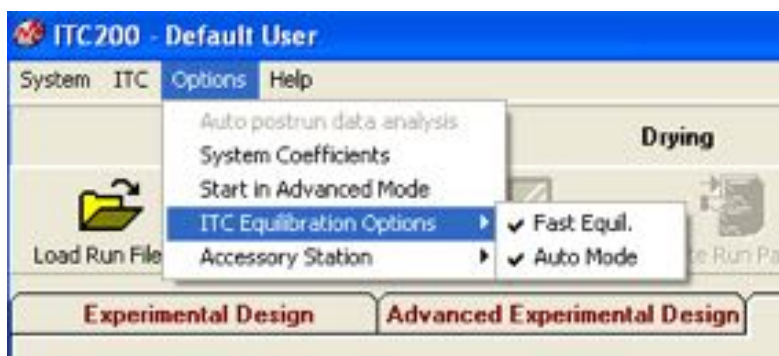 ITC200 - Default User
System ITC Options Help
Auto postrun data analysis
System Coefficients
Start in Advanced Mode
ITC Equilibration Options
Accessory Station
Fast Equil.
Auto Mode
Drying
Load Run File
Run
Experimental Design
Advanced Experimental Design